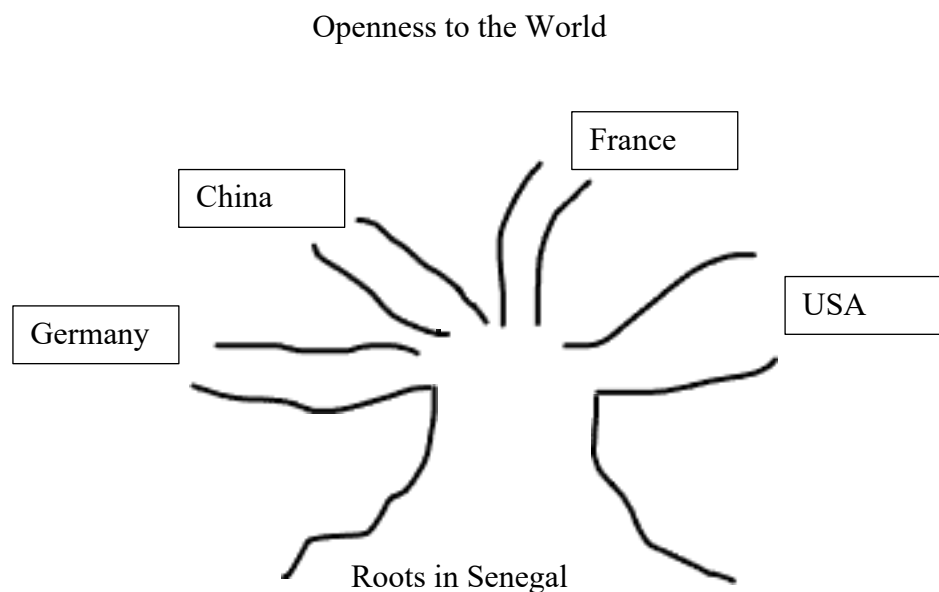 Openness to the World
France
China
USA
Germany
Roots in Senegal